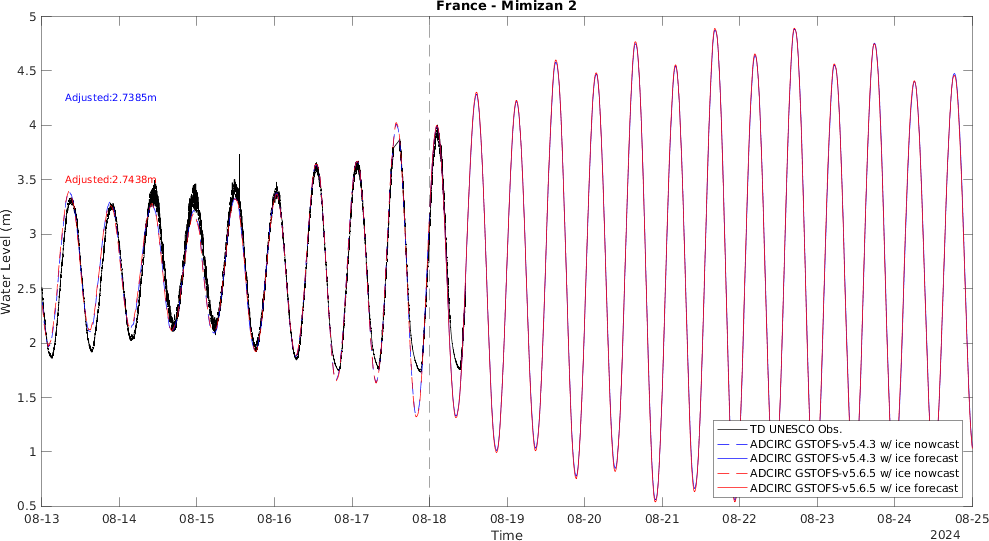 France - Mimizan 2
5
4.5
4
3.5
3
2.5
2
1.5
1
0.5
Water Level (m)
Adjusted:2.7385m
Adjusted:2.7438m
TD UNESCO Obs.
ADCIRC GSTOFS-v5.4.3 w/ ice nowcast
ADCIRC GSTOFS-v5.4.3 w/ ice forecast
ADCIRC GSTOFS-v5.6.5 w/ ice nowcast
ADCIRC GSTOFS-v5.6.5 w/ ice forecast
08-13 08-14 08-15 08-16 08-17 08-18 08-19 08-20 08-21 08-22 08-23 08-24 08-25
Time
2024